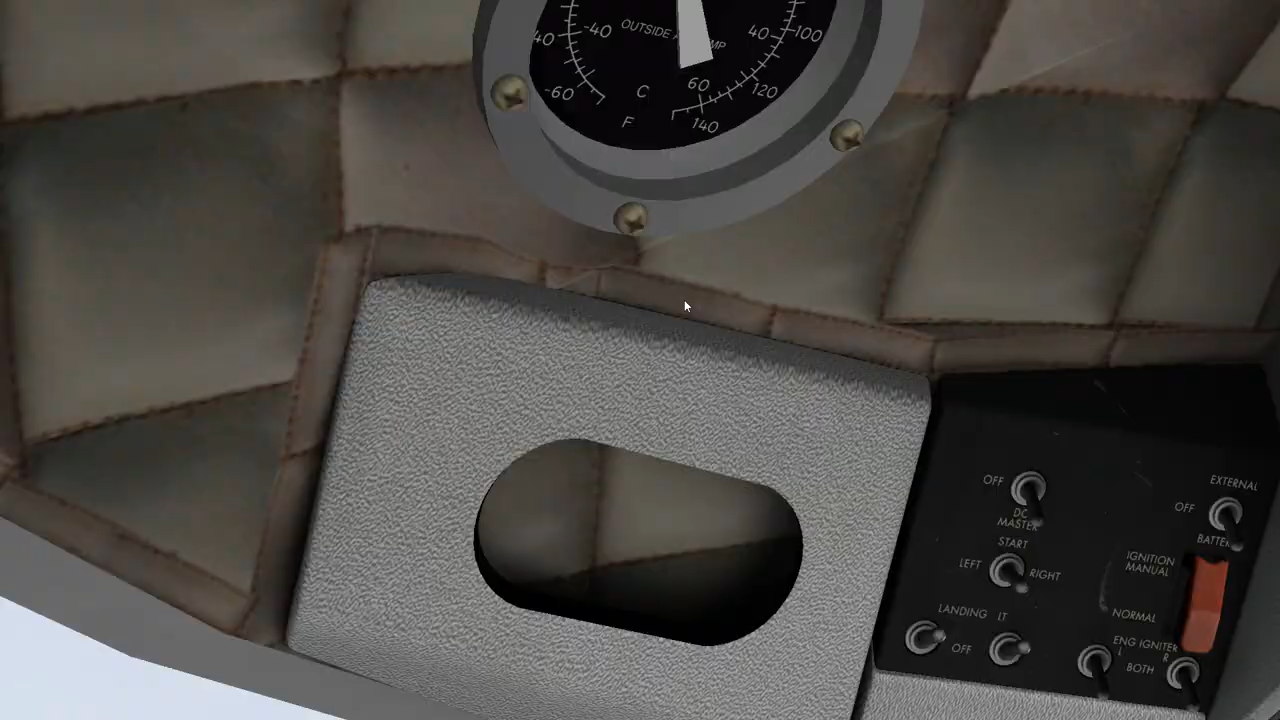 -40
OUTSIDE
40
100
40
-60
C
60
120
F
140
EXTERNAL
OFF
OFF
DC
MASTER
BATTER
START
LEFT
RIGHT
IGNITION
MANUAL
LANDING LT
NORMAL
OFF
ENG IGNITER
L
R
BOTH